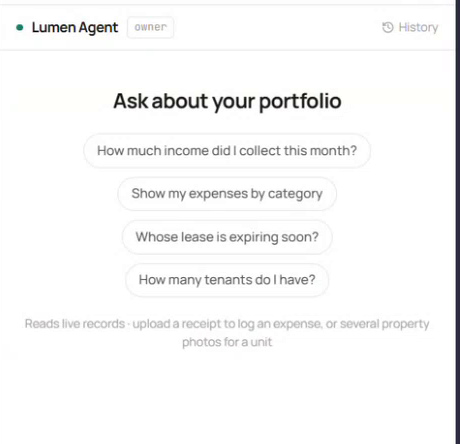 Lumen Agent owner History
Ask about your portfolio
How much income did I collect this month?
Show my expenses by category
Whose lease is expiring soon?
How many tenants do I have?
Reads live records · upload a receipt to log an expense, or several property
photos for a unit